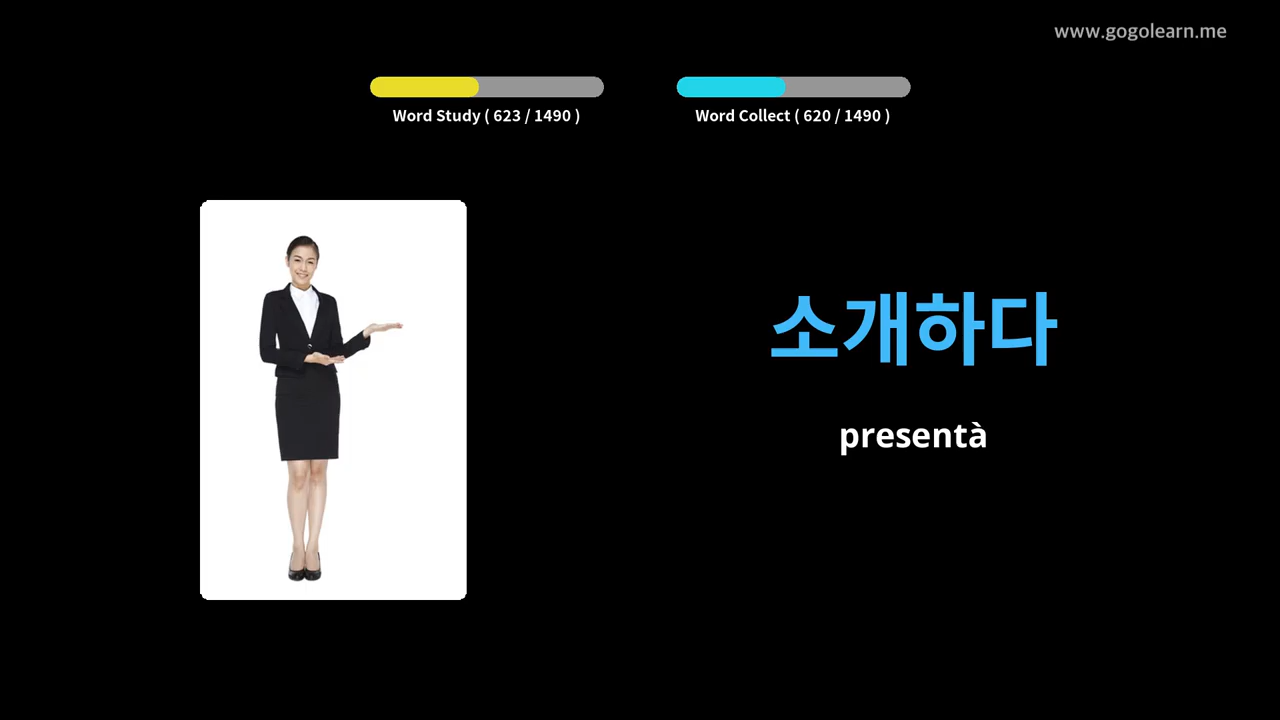 www.gogolearn.me
Word Study ( 623 / 1490 )
Word Collect ( 620 / 1490 )
소개하다
presentà